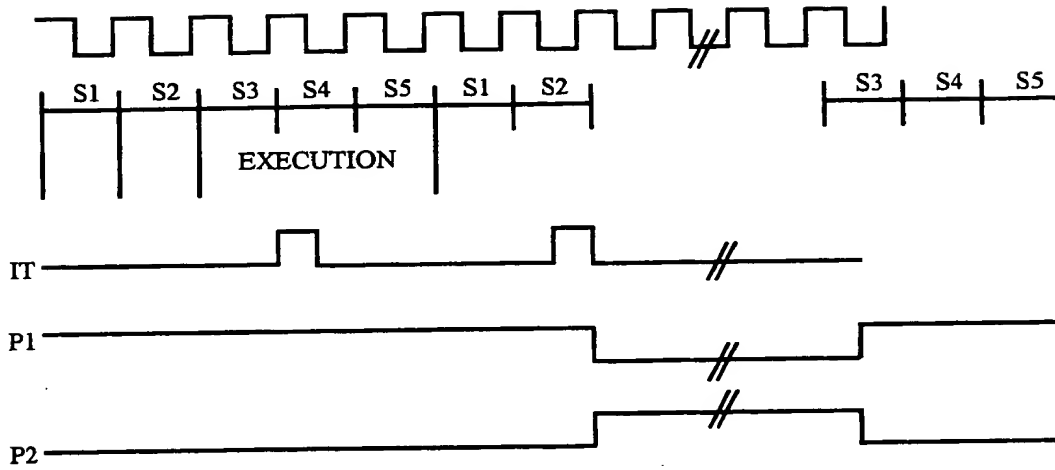 S1 S2 S3 S4 S5 S1 S2 S3 S4 S5
EXECUTION
IT
P1
P2